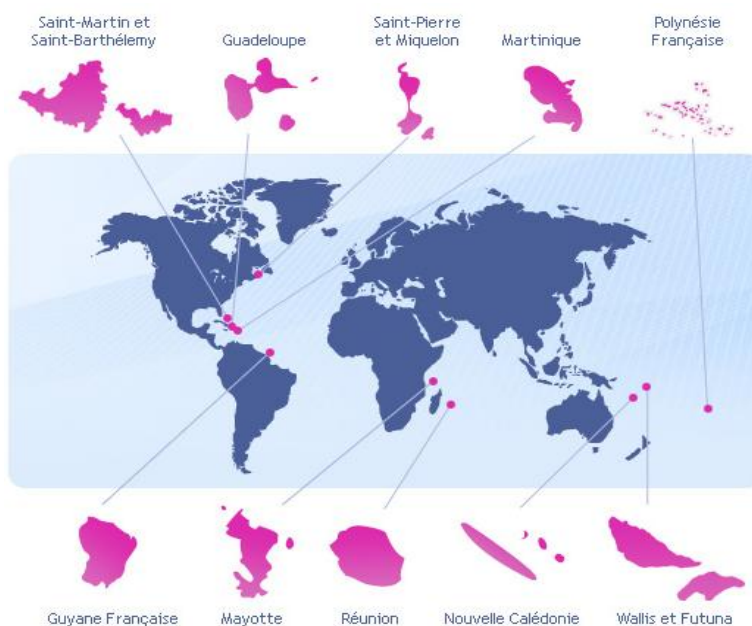 Saint-Martin et
Saint-Barthélemy
Guadeloupe
Saint-Pierre
et Miquelon
Martinique
Polynésie
Française
Guyane Française
Mayotte
Réunion
Nouvelle Calédonie
Wallis et Futuna